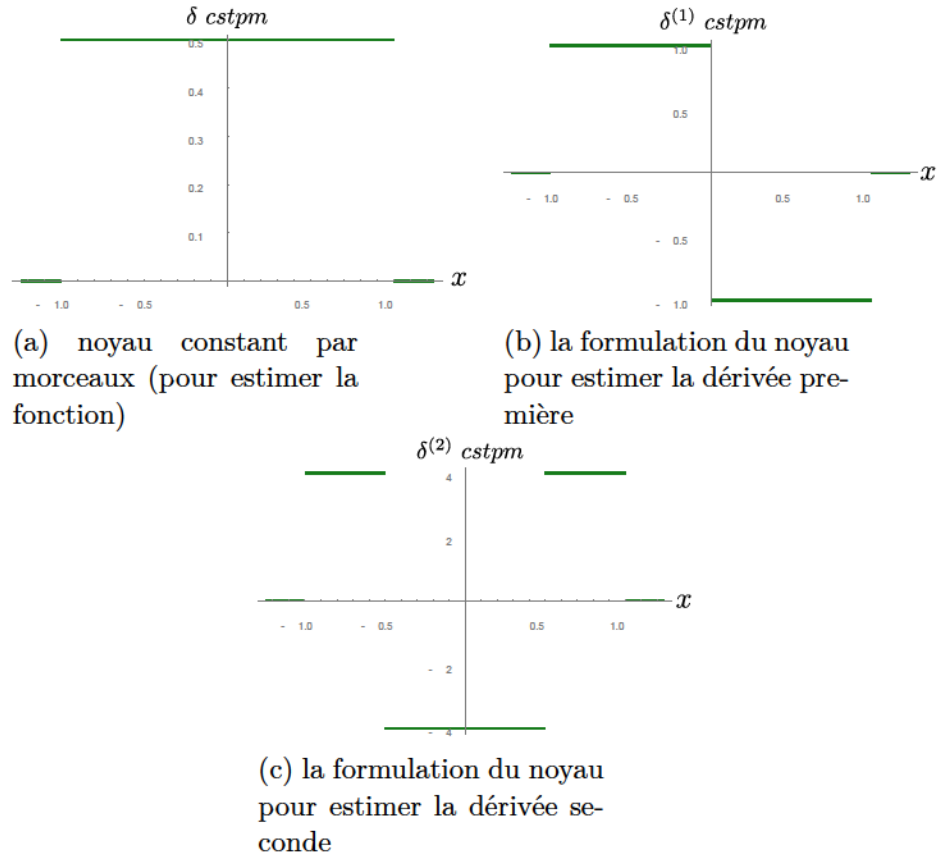 δ cstpm
0.5
0.4
0.3
0.2
0.1
x
- 1.0 - 0.5 0.5 1.0
(a) noyau constant par
morceaux (pour estimer la
fonction)
δ⁽¹⁾ cstpm
1.0
0.5
x
- 1.0 - 0.5 0.5 1.0
- 0.5
- 1.0
(b) la formulation du noyau
pour estimer la dérivée pre-
mière
δ⁽²⁾ cstpm
4
2
x
- 1.0 - 0.5 0.5 1.0
- 2
- 4
(c) la formulation du noyau
pour estimer la dérivée se-
conde